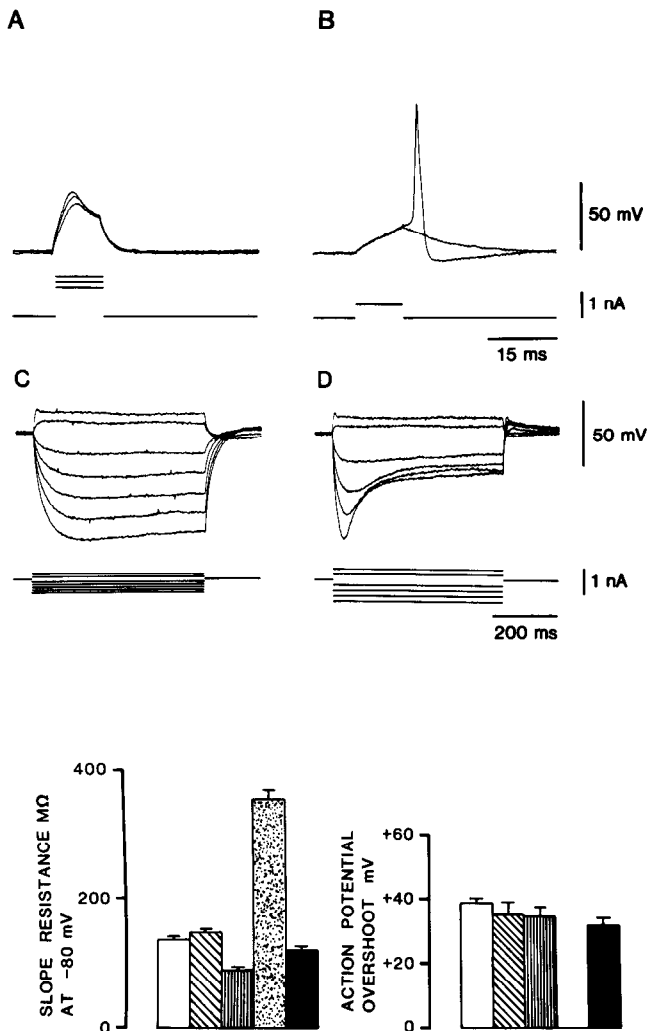 A
B
50 mV
1 nA
15 ms
C
D
50 mV
1 nA
200 ms
SLOPE RESISTANCE MΩ
AT -80 mV
400
200
0
ACTION POTENTIAL
OVERSHOOT mV
+60
+40
+20
0